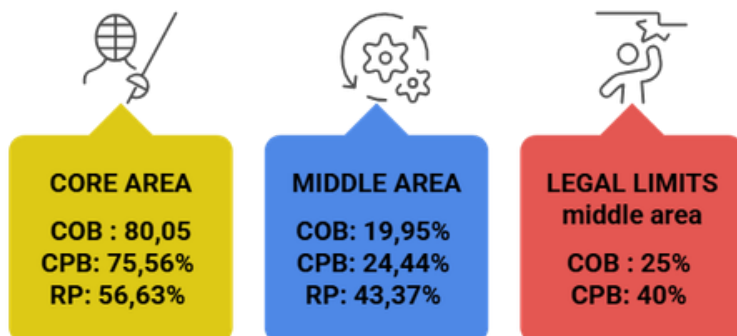 CORE AREA
COB : 80,05
CPB: 75,56%
RP: 56,63%
MIDDLE AREA
COB: 19,95%
CPB: 24,44%
RP: 43,37%
LEGAL LIMITS
middle area
COB : 25%
CPB: 40%